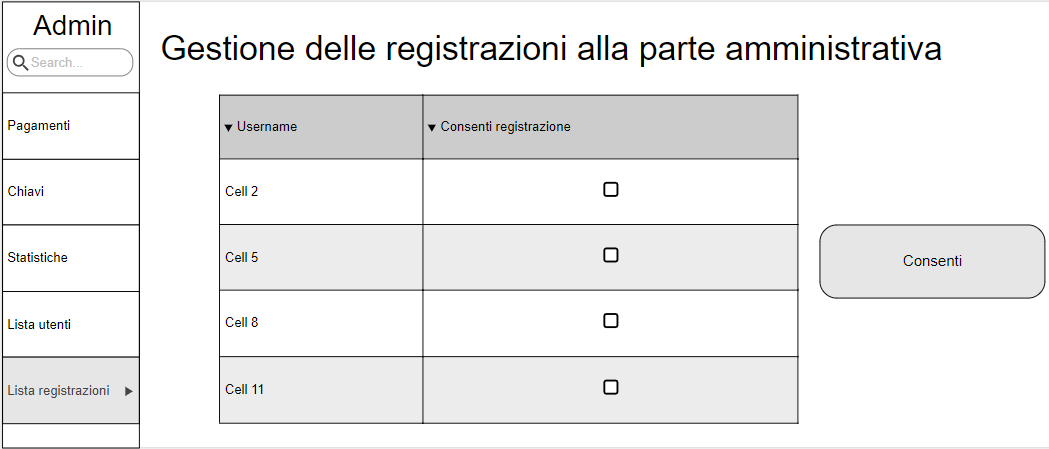 Admin
Search...
Pagamenti
Chiavi
Statistiche
Lista utenti
Lista registrazioni
Gestione delle registrazioni alla parte amministrativa
Username Consenti registrazione
Cell 2
Cell 5
Cell 8
Cell 11
Consenti